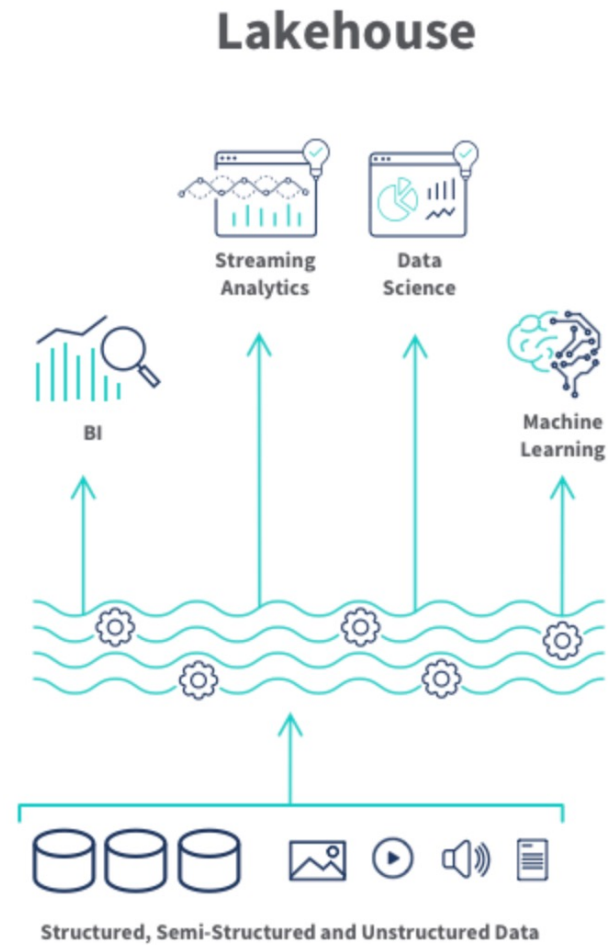 Lakehouse
Streaming
Analytics
Data
Science
BI
Machine
Learning
Structured, Semi-Structured and Unstructured Data